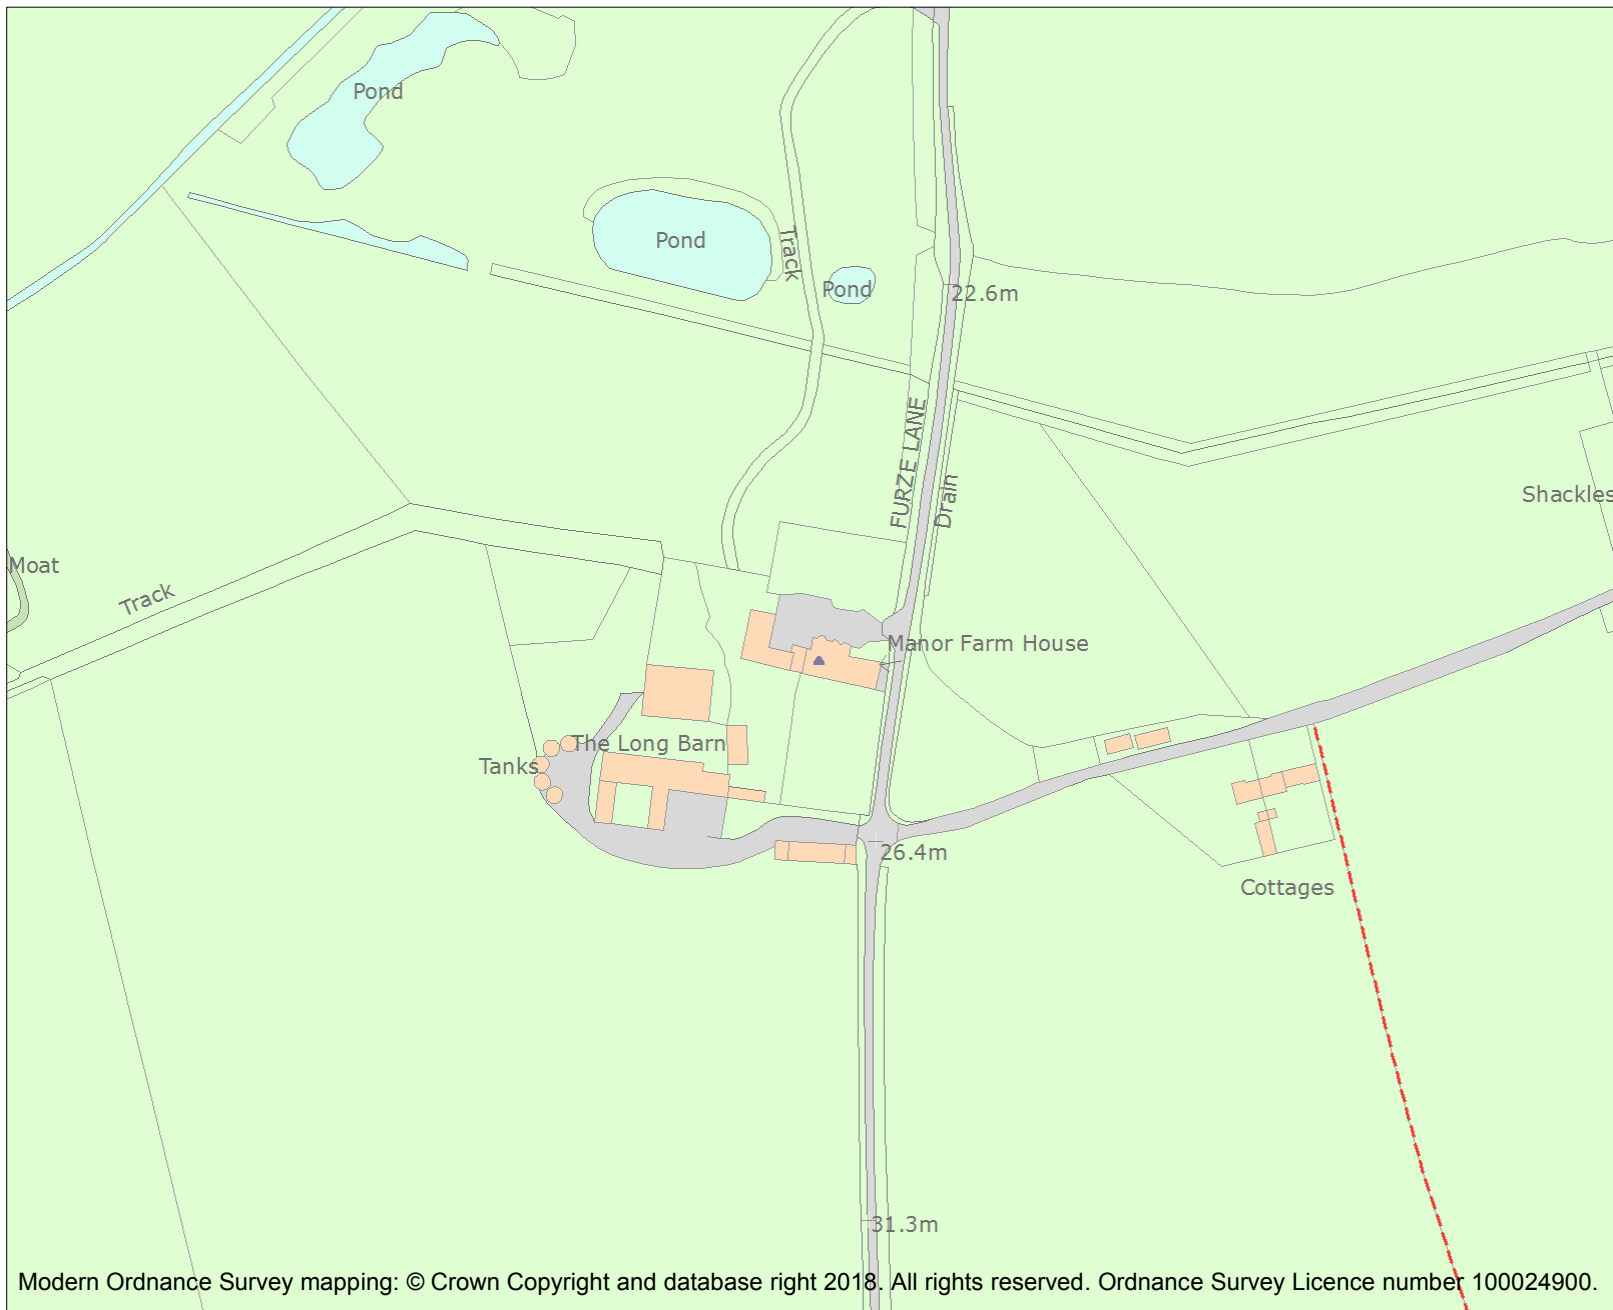 Pond
Pond
Track
Pond
22.6m
FURZE LANE
Drain
Shackles
Moat
Track
Manor Farm House
The Long Barn
Tanks
26.4m
Cottages
31.3m
Modern Ordnance Survey mapping: © Crown Copyright and database right 2018. All rights reserved. Ordnance Survey Licence number 100024900.